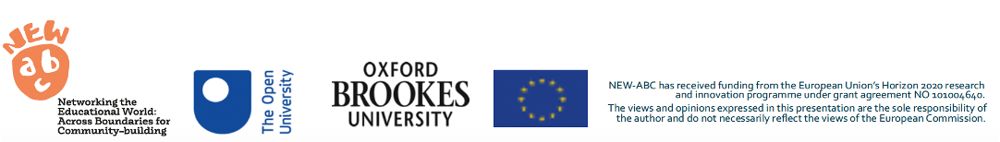 NEW
abc
Networking the
Educational World:
Across Boundaries for
Community-building
The Open
University
OXFORD
BROOKES
UNIVERSITY
NEW-ABC has received funding from the European Union's Horizon 2020 research
and innovation programme under grant agreement NO 101004640.
The views and opinions expressed in this presentation are the sole responsibility of
the author and do not necessarily reflect the views of the European Commission.